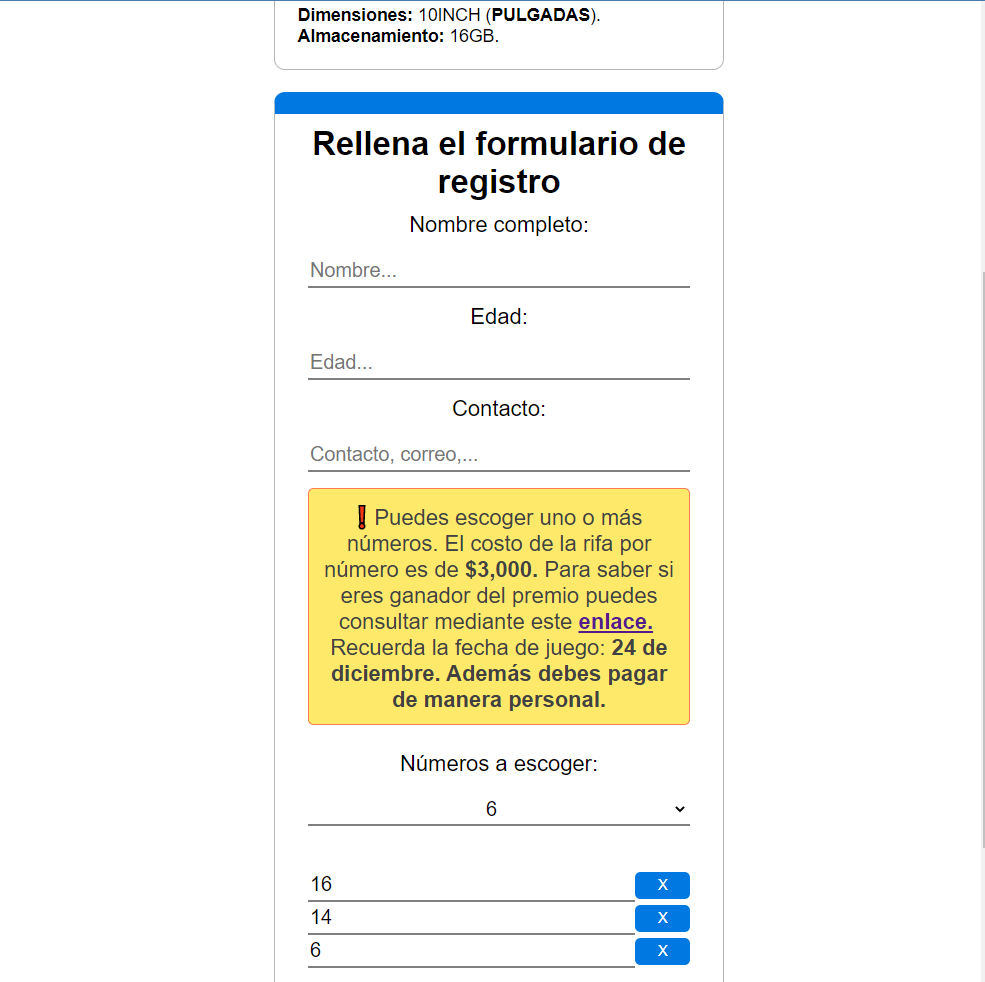 Dimensiones: 10INCH (PULGADAS).
Almacenamiento: 16GB.
Rellena el formulario de
registro
Nombre completo:
Nombre...
Edad:
Edad...
Contacto:
Contacto, correo,...
❗Puedes escoger uno o más
números. El costo de la rifa por
número es de $3,000. Para saber si
eres ganador del premio puedes
consultar mediante este enlace.
Recuerda la fecha de juego: 24 de
diciembre. Además debes pagar
de manera personal.
Números a escoger:
6
16 X
14 X
6 X